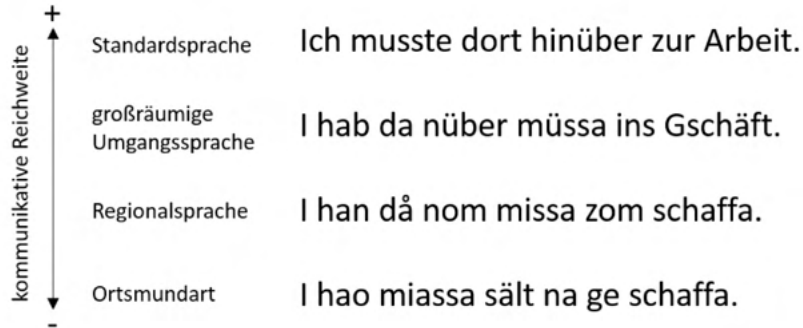 +
kommunikative Reichweite
Standardsprache Ich musste dort hinüber zur Arbeit.
großräumige
Umgangssprache I hab da nüber müssa ins Gschäft.
Regionalsprache I han då nom missa zom schaffa.
Ortsmundart I hao miassa sält na ge schaffa.
-